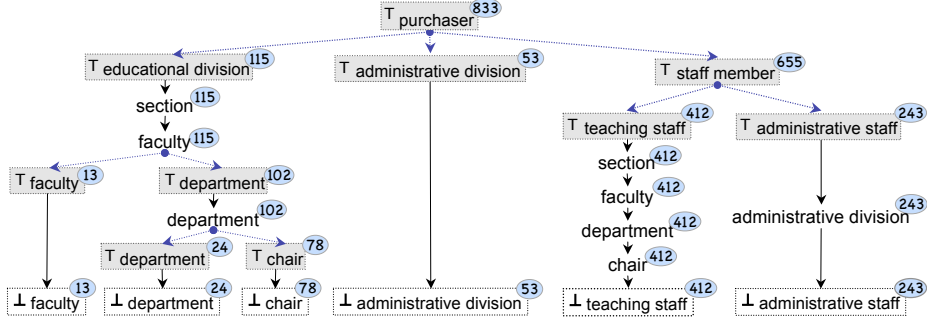 ⊤ purchaser 833
⊤ educational division 115
⊤ administrative division 53
⊤ staff member 655
section 115
⊤ teaching staff 412
⊤ administrative staff 243
faculty 115
section 412
⊤ faculty 13
⊤ department 102
faculty 412
department 102
administrative division 243
department 412
⊤ department 24
⊤ chair 78
chair 412
⊥ faculty 13
⊥ department 24
⊥ chair 78
⊥ administrative division 53
⊥ teaching staff 412
⊥ administrative staff 243